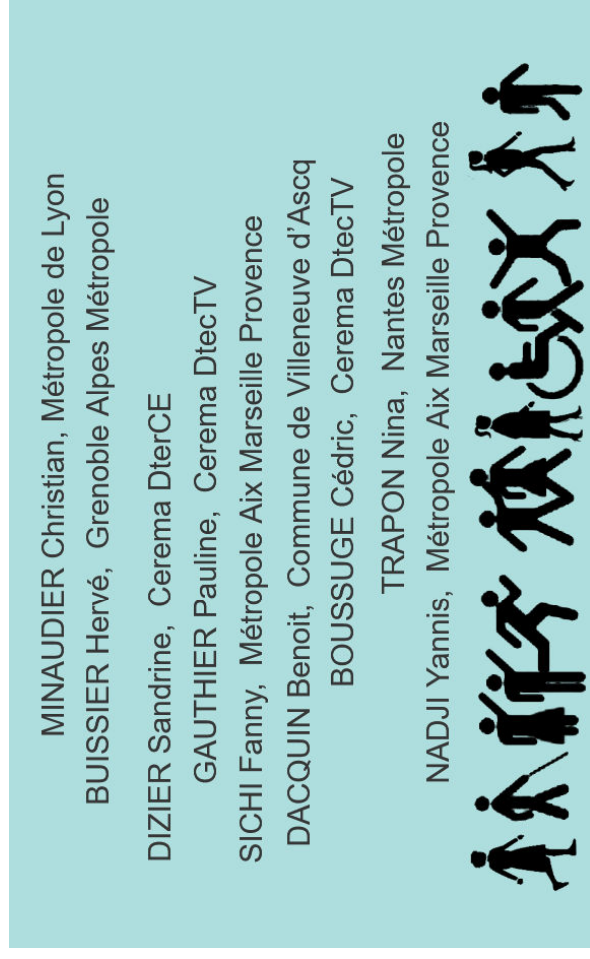 MINAUDIER Christian, Métropole de Lyon
BUISSIER Hervé, Grenoble Alpes Métropole
DIZIER Sandrine, Cerema DterCE
GAUTHIER Pauline, Cerema DtecTV
SICHI Fanny, Métropole Aix Marseille Provence
DACQUIN Benoit, Commune de Villeneuve d'Ascq
BOUSSUGE Cédric, Cerema DtecTV
TRAPON Nina, Nantes Métropole
NADJI Yannis, Métropole Aix Marseille Provence